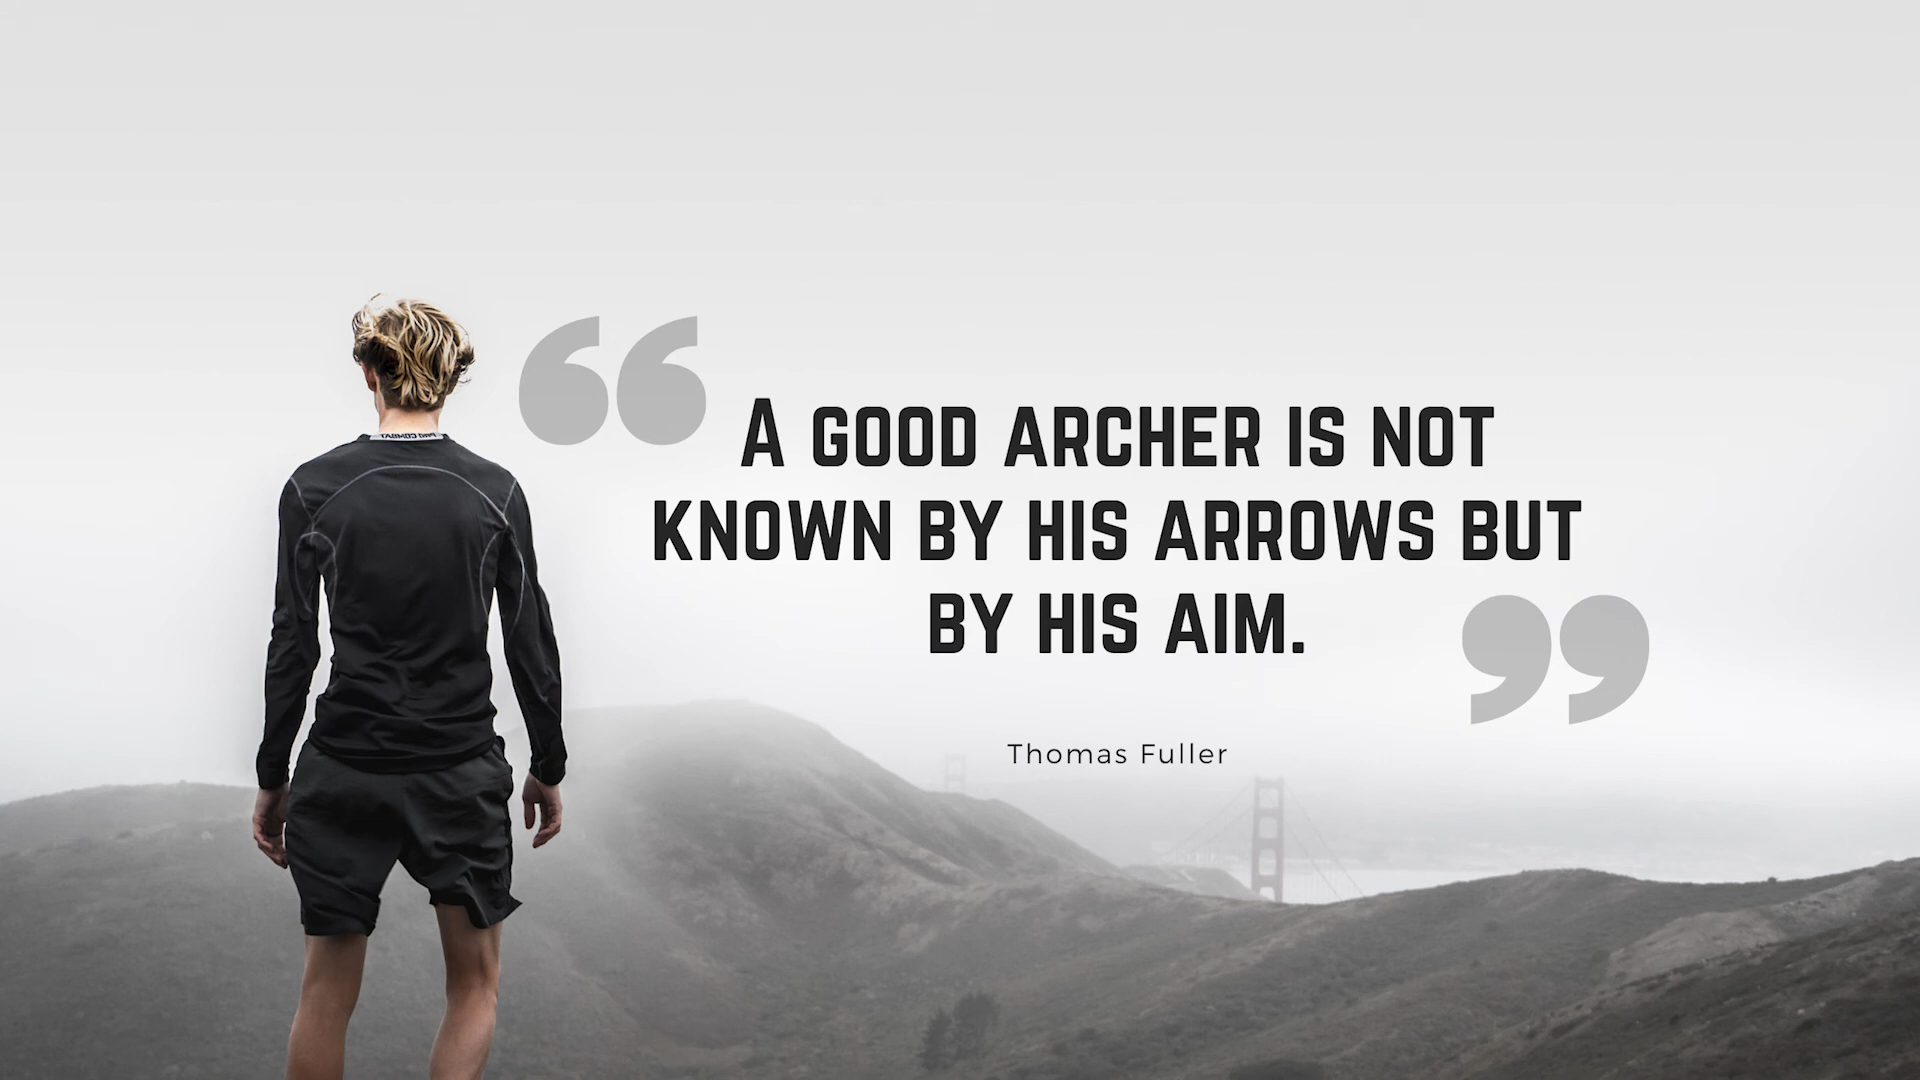 “
A GOOD ARCHER IS NOT
KNOWN BY HIS ARROWS BUT
BY HIS AIM.
”
Thomas Fuller